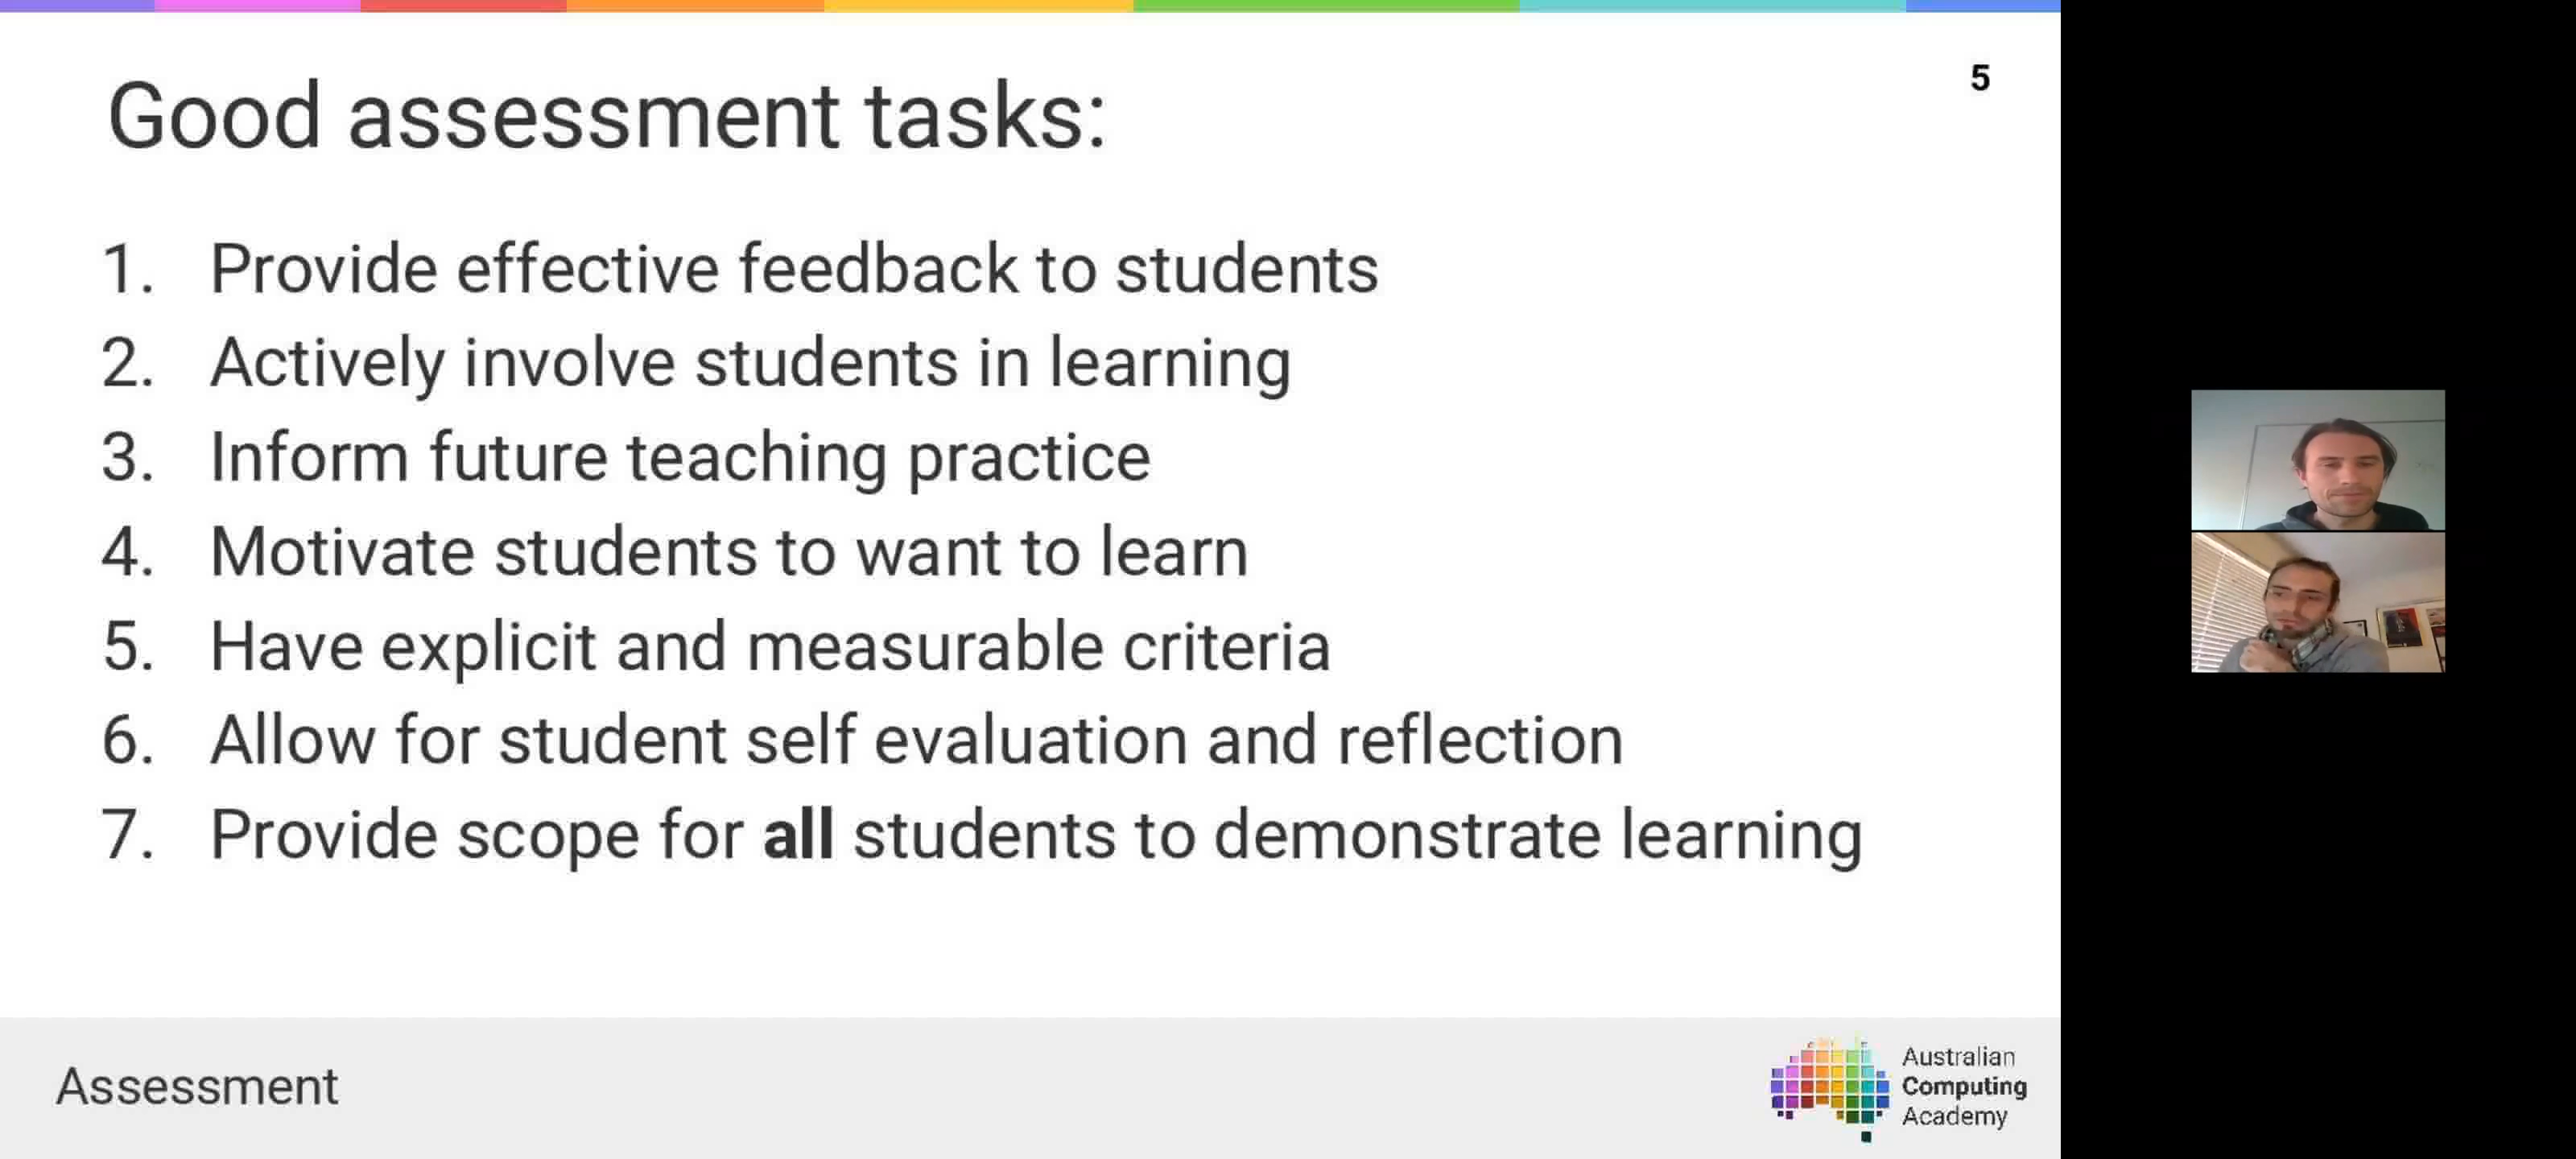 5
Good assessment tasks:
1. Provide effective feedback to students
2. Actively involve students in learning
3. Inform future teaching practice
4. Motivate students to want to learn
5. Have explicit and measurable criteria
6. Allow for student self evaluation and reflection
7. Provide scope for all students to demonstrate learning
Assessment
Australian
Computing
Academy